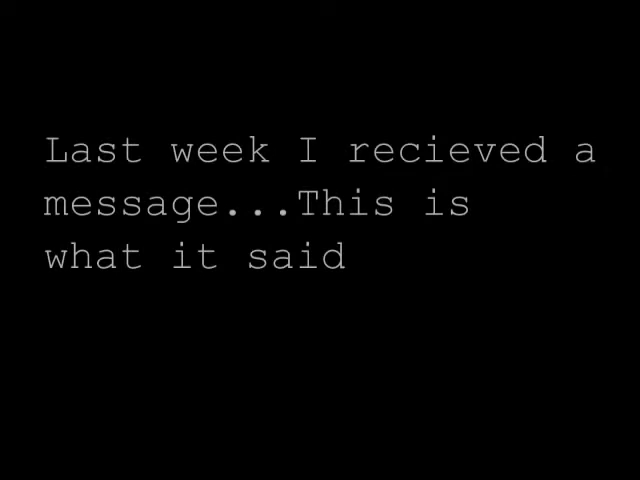 Last week I recieved a
message...This is
what it said